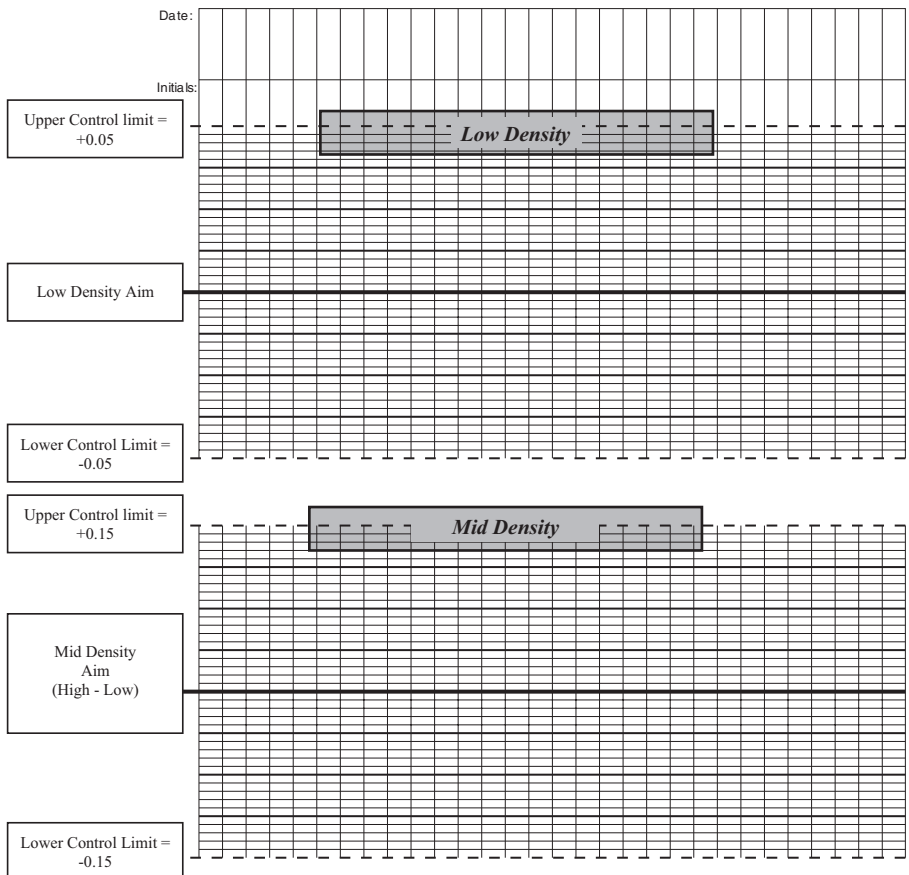 Date:
Initials:
Upper Control limit =
+0.05
Low Density
Low Density Aim
Lower Control Limit =
-0.05
Upper Control limit =
+0.15
Mid Density
Mid Density
Aim
(High - Low)
Lower Control Limit =
-0.15